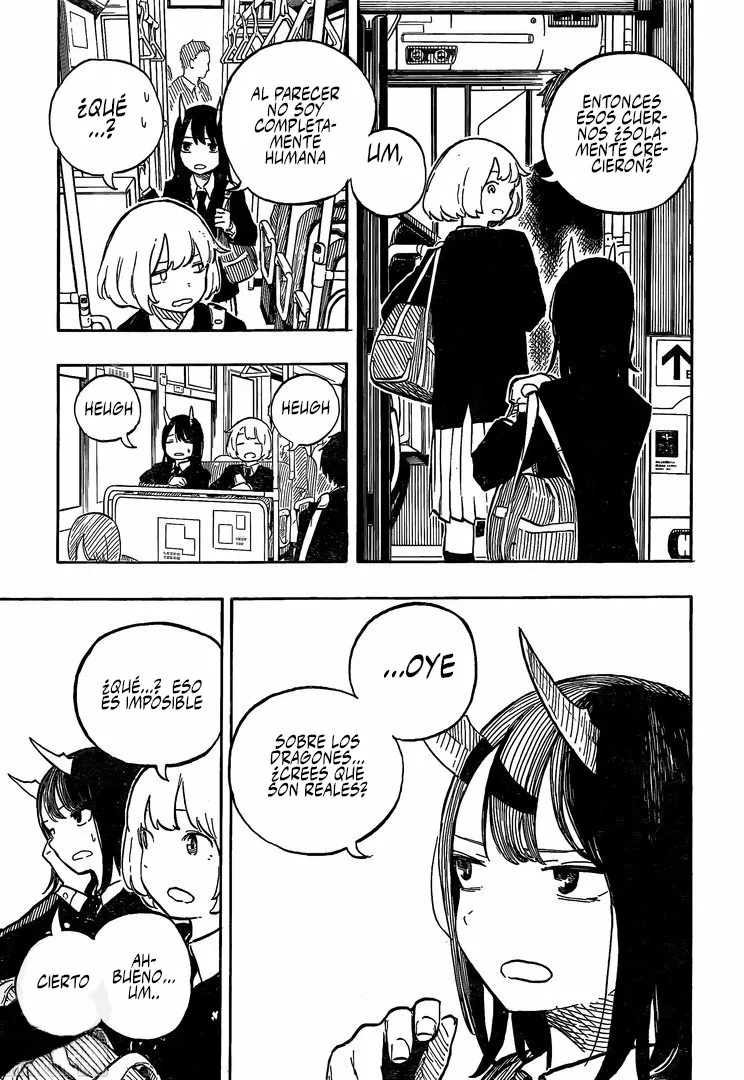 ENTONCES
ESOS CUER-
NOS ¿SOLA-
MENTE CRE-
CIERON?
UM,
AL PARECER
NO SOY
COMPLETA-
MENTE
HUMANA
¿QUÉ
...?
HEUGH
HEUGH
...OYE
SOBRE LOS
DRAGONES...
¿CREES QUE
SON REALES?
¿QUÉ...? ESO
ES IMPOSIBLE
AH-
BUENO...
UM..
CIERTO